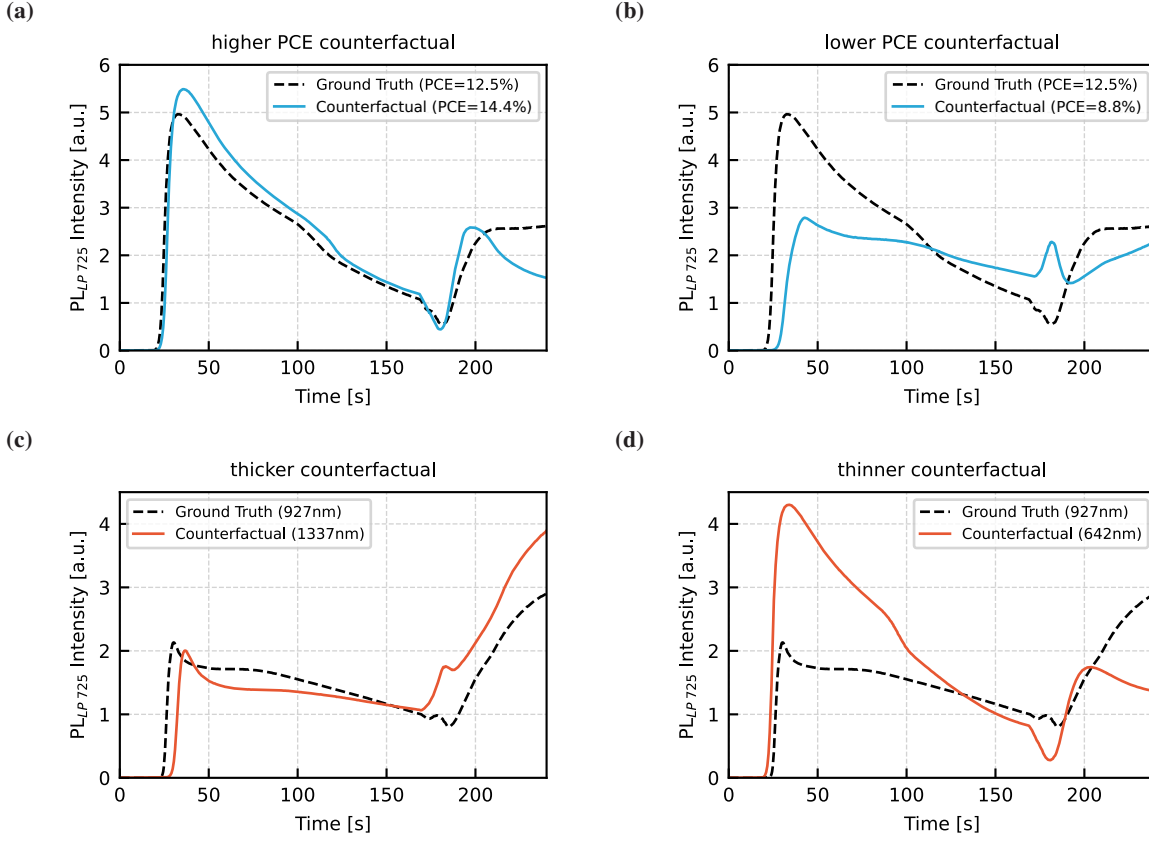 (a)
higher PCE counterfactual
Ground Truth (PCE=12.5%)
Counterfactual (PCE=14.4%)
PL_LP 725 Intensity [a.u.]
0 1 2 3 4 5 6
0 50 100 150 200
Time [s]
(b)
lower PCE counterfactual
Ground Truth (PCE=12.5%)
Counterfactual (PCE=8.8%)
PL_LP 725 Intensity [a.u.]
0 1 2 3 4 5 6
0 50 100 150 200
Time [s]
(c)
thicker counterfactual
Ground Truth (927nm)
Counterfactual (1337nm)
PL_LP 725 Intensity [a.u.]
0 1 2 3 4
0 50 100 150 200
Time [s]
(d)
thinner counterfactual
Ground Truth (927nm)
Counterfactual (642nm)
PL_LP 725 Intensity [a.u.]
0 1 2 3 4
0 50 100 150 200
Time [s]